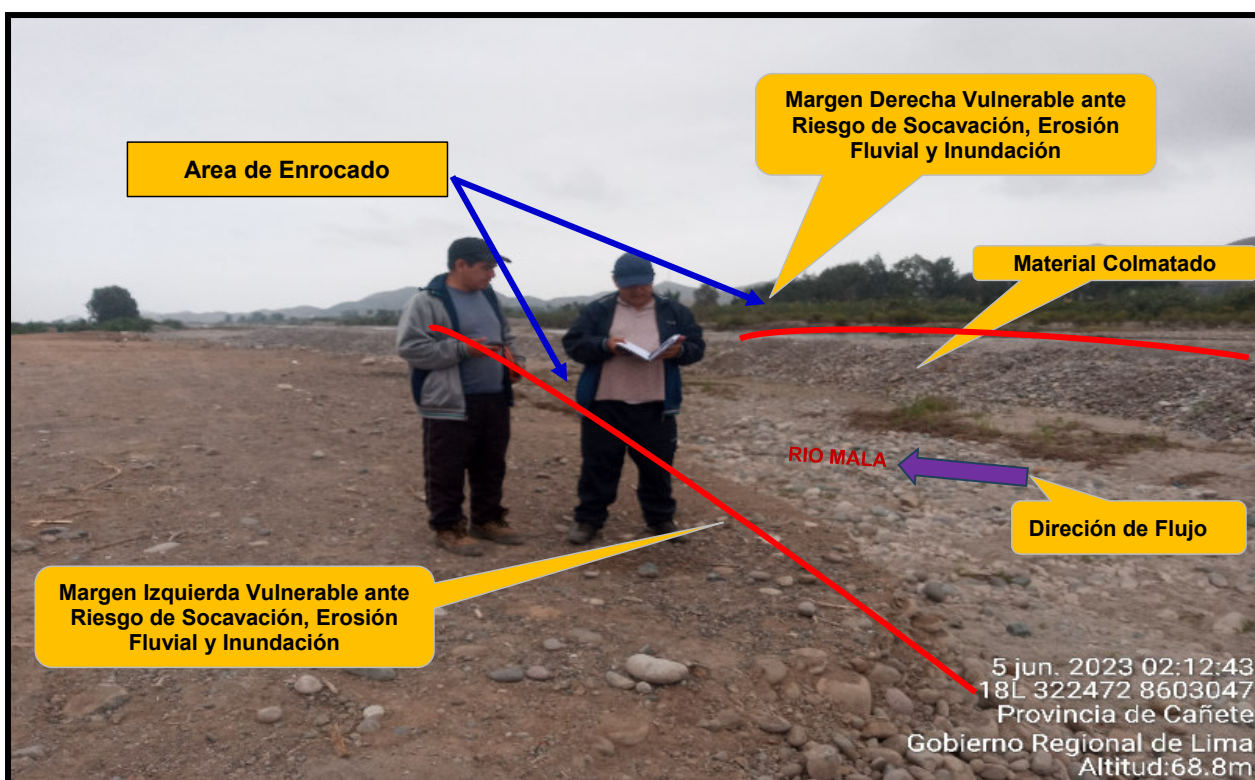 Margen Derecha Vulnerable ante
Riesgo de Socavación, Erosión
Fluvial y Inundación
Area de Enrocado
Material Colmatado
RIO MALA
Direción de Flujo
Margen Izquierda Vulnerable ante
Riesgo de Socavación, Erosión
Fluvial y Inundación
5 jun. 2023 02:12:43
18L 322472 8603047
Provincia de Cañete
Gobierno Regional de Lima
Altitud:68.8m